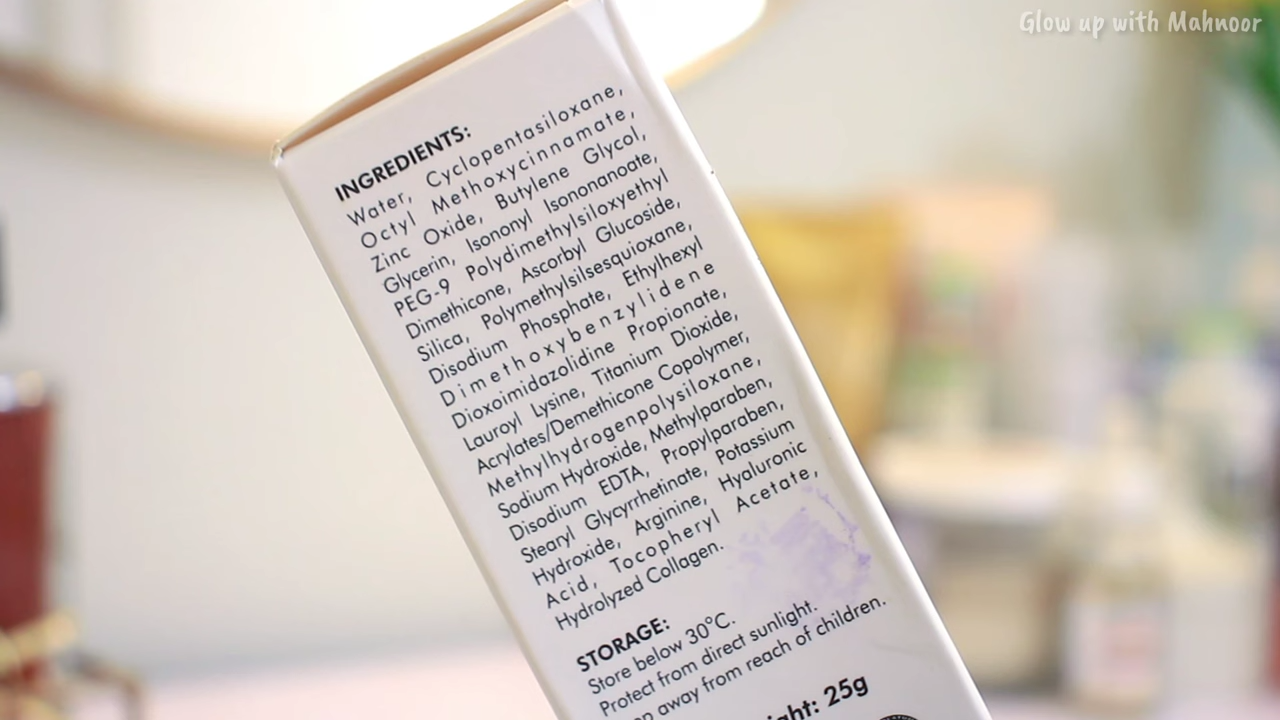 Glow up with Mahnoor
INGREDIENTS:
Water, Cyclopentasiloxane,
Octyl Methoxycinnamate,
Zinc Oxide, Butylene Glycol,
Glycerin, Isononyl Isononanoate,
PEG-9 Polydimethylsiloxyethyl
Dimethicone, Ascorbyl Glucoside,
Silica, Polymethylsilsesquioxane,
Disodium Phosphate, Ethylhexyl
Dimethoxybenzylidene
Dioxoimidazolidine Propionate,
Lauroyl Lysine, Titanium Dioxide,
Acrylates/Demethicone Copolymer,
Methylhydrogenpolysiloxane,
Sodium Hydroxide, Methylparaben,
Disodium EDTA, Propylparaben,
Stearyl Glycyrrhetinate, Potassium
Hydroxide, Arginine, Hyaluronic
Acid, Tocopheryl Acetate,
Hydrolyzed Collagen.
STORAGE:
Store below 30°C.
Protect from direct sunlight.
away from reach of children.
25g